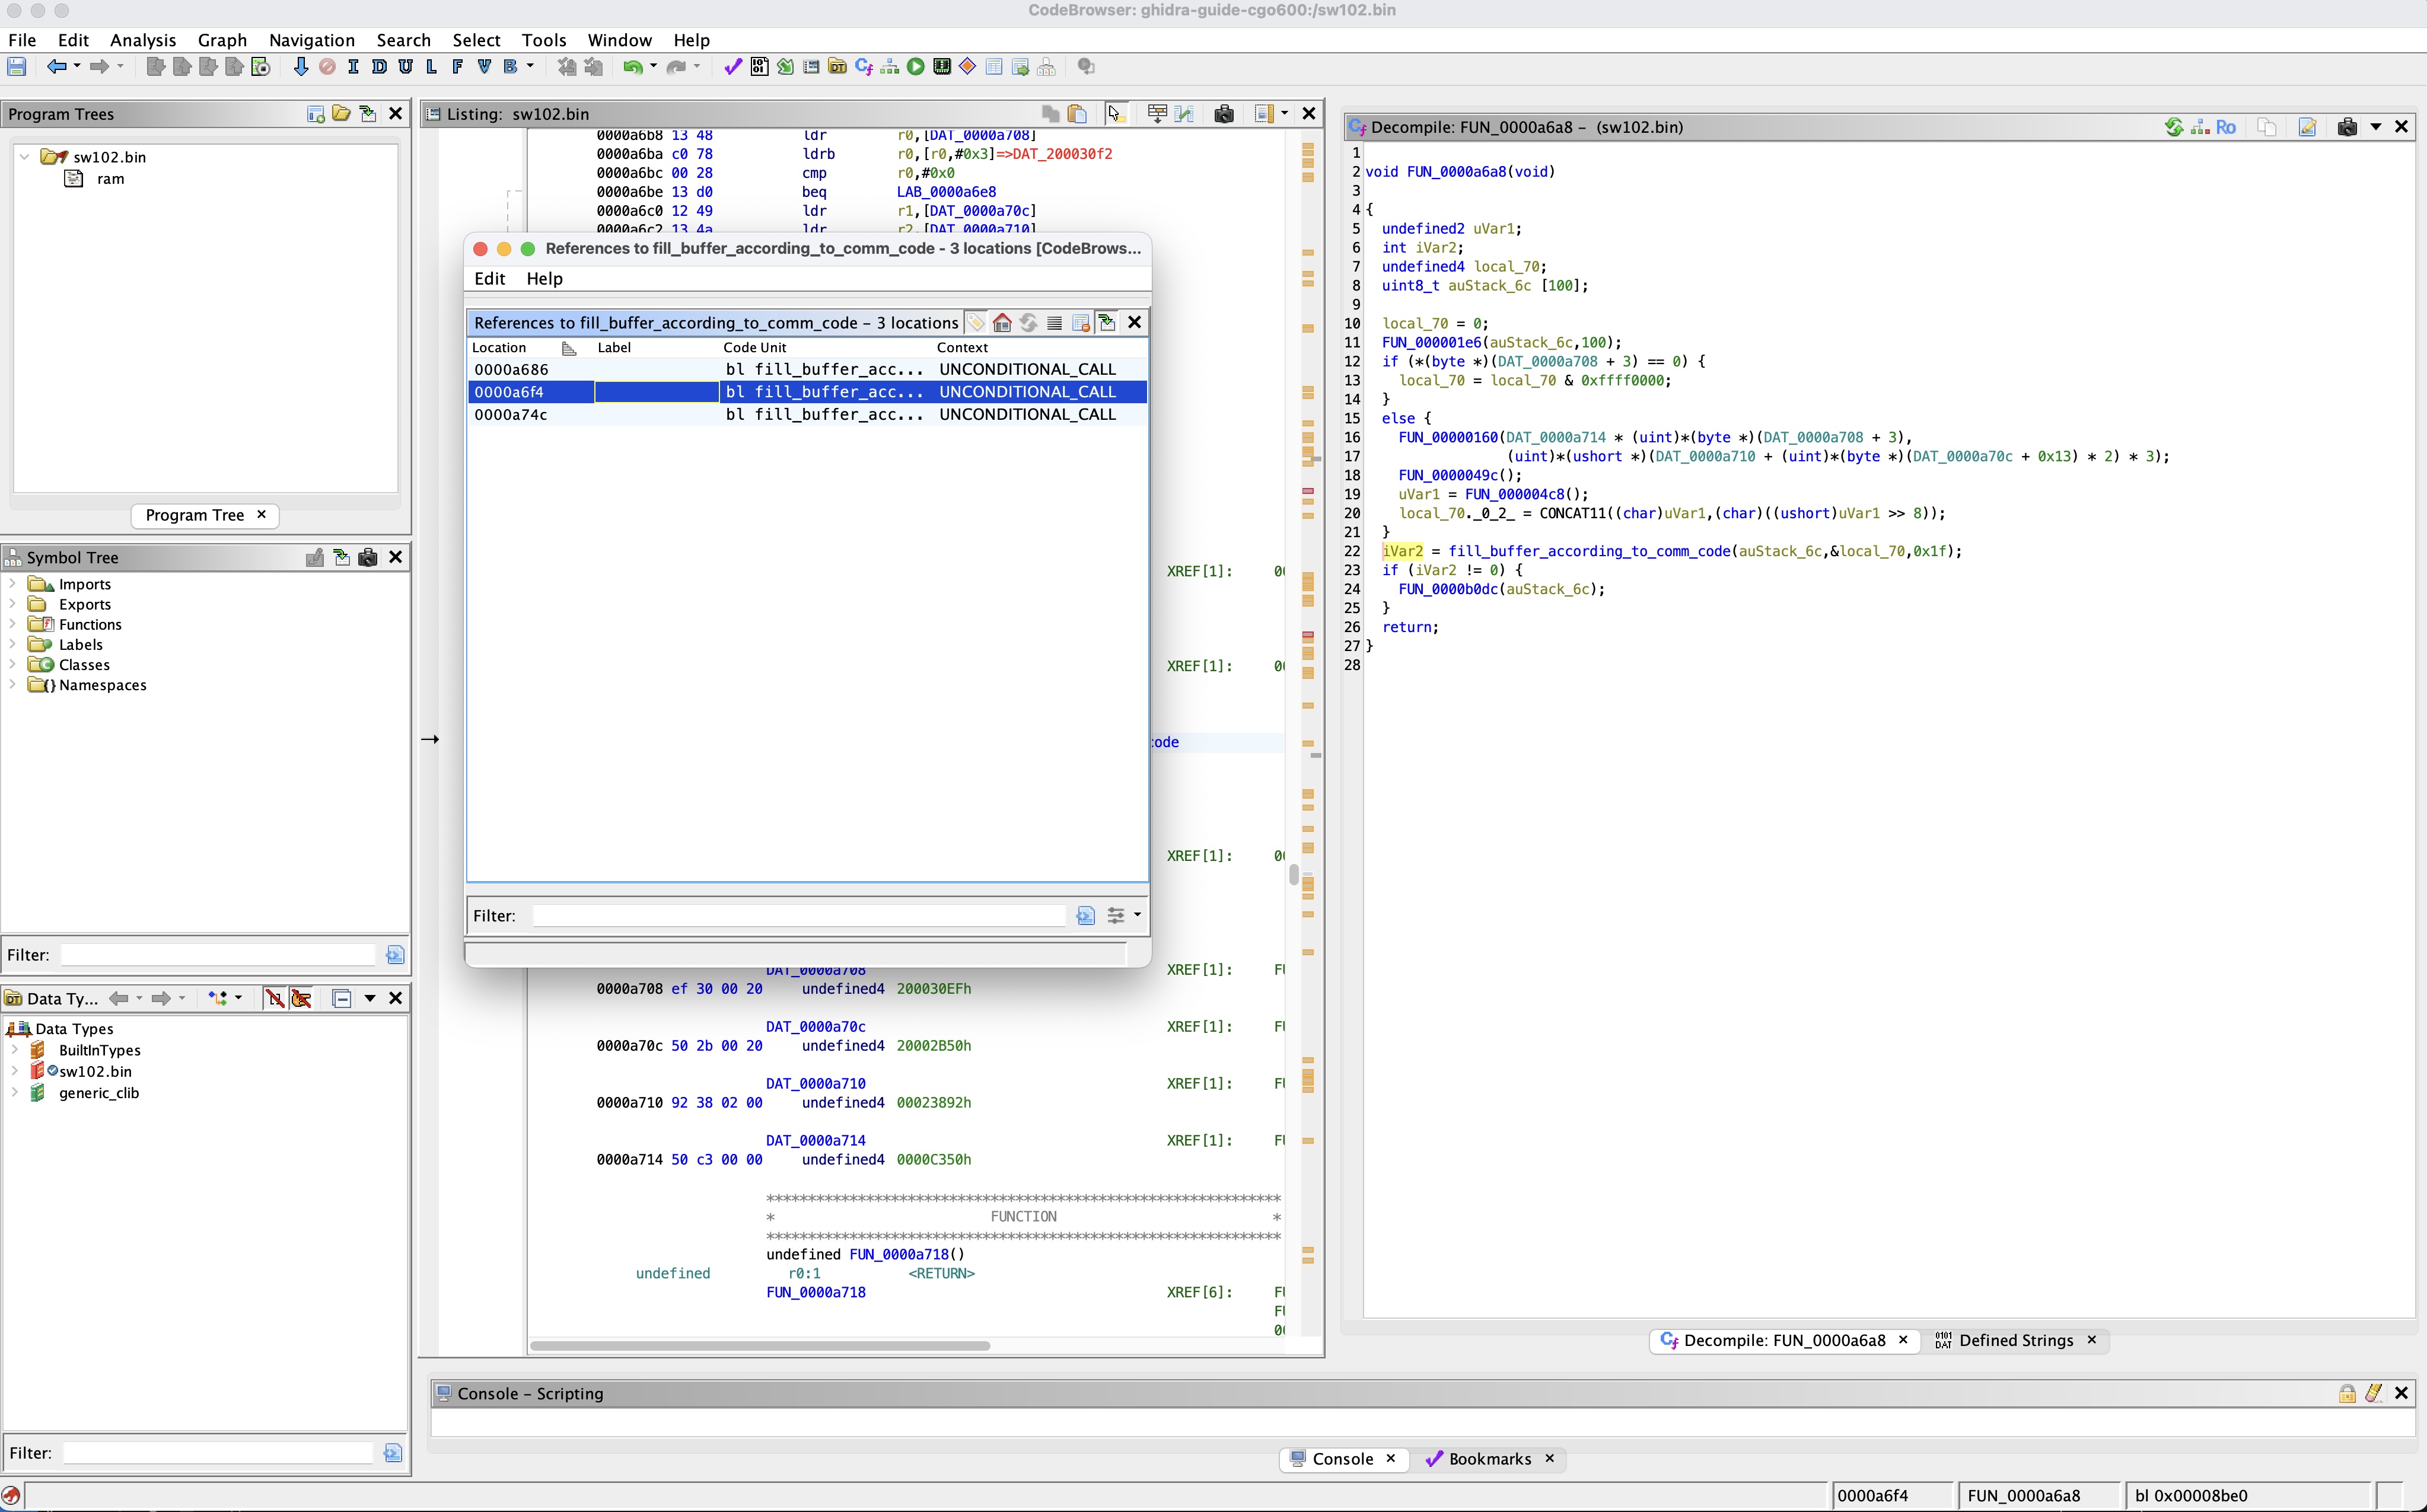 CodeBrowser: ghidra-guide-cgo600:/sw102.bin
File Edit Analysis Graph Navigation Search Select Tools Window Help
I D U L F V B
Program Trees
sw102.bin
ram
Program Tree ×
Symbol Tree
Imports
Exports
Functions
Labels
Classes
Namespaces
Filter:
Data Ty...
Data Types
BuiltInTypes
sw102.bin
generic_clib
Filter:
Listing: sw102.bin
0000a6b8 13 48 ldr r0,[DAT_0000a708]
0000a6ba c0 78 ldrb r0,[r0,#0x3]=>DAT_200030f2
0000a6bc 00 28 cmp r0,#0x0
0000a6be 13 d0 beq LAB_0000a6e8
0000a6c0 12 49 ldr r1,[DAT_0000a70c]
0000a6c2 13 4a ldr r2,[DAT_0000a710]
References to fill_buffer_according_to_comm_code - 3 locations [CodeBrows...
Edit Help
References to fill_buffer_according_to_comm_code - 3 locations
Location Label Code Unit Context
0000a686 bl fill_buffer_acc... UNCONDITIONAL_CALL
0000a6f4 bl fill_buffer_acc... UNCONDITIONAL_CALL
0000a74c bl fill_buffer_acc... UNCONDITIONAL_CALL
Filter:
XREF[1]:
XREF[1]:
code
XREF[1]:
DAT_0000a708 XREF[1]:
0000a708 ef 30 00 20 undefined4 200030EFh
DAT_0000a70c XREF[1]:
0000a70c 50 2b 00 20 undefined4 20002B50h
DAT_0000a710 XREF[1]:
0000a710 92 38 02 00 undefined4 00023892h
DAT_0000a714 XREF[1]:
0000a714 50 c3 00 00 undefined4 0000C350h
* FUNCTION *
undefined FUN_0000a718()
undefined r0:1 <RETURN>
FUN_0000a718 XREF[6]:
Decompile: FUN_0000a6a8 - (sw102.bin)
1
2 void FUN_0000a6a8(void)
3
4 {
5 undefined2 uVar1;
6 int iVar2;
7 undefined4 local_70;
8 uint8_t auStack_6c [100];
9
10 local_70 = 0;
11 FUN_000001e6(auStack_6c,100);
12 if (*(byte *)(DAT_0000a708 + 3) == 0) {
13 local_70 = local_70 & 0xffff0000;
14 }
15 else {
16 FUN_00000160(DAT_0000a714 * (uint)*(byte *)(DAT_0000a708 + 3),
17 (uint)*(ushort *)(DAT_0000a710 + (uint)*(byte *)(DAT_0000a70c + 0x13) * 2) * 3);
18 FUN_0000049c();
19 uVar1 = FUN_000004c8();
20 local_70._0_2_ = CONCAT11((char)uVar1,(char)((ushort)uVar1 >> 8));
21 }
22 iVar2 = fill_buffer_according_to_comm_code(auStack_6c,&local_70,0x1f);
23 if (iVar2 != 0) {
24 FUN_0000b0dc(auStack_6c);
25 }
26 return;
27 }
28
Decompile: FUN_0000a6a8 × Defined Strings ×
Console - Scripting
Console × Bookmarks ×
0000a6f4 FUN_0000a6a8 bl 0x00008be0